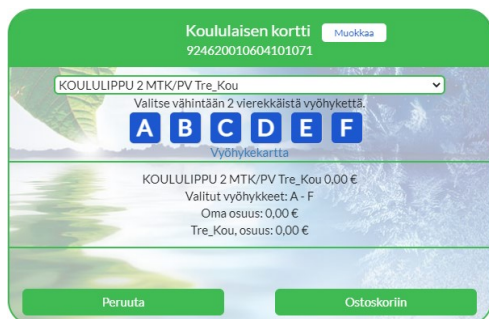 Koululaisen kortti Muokkaa
924620010604101071
KOULULIPPU 2 MTK/PV Tre_Kou
Valitse vähintään 2 vierekkäistä vyöhykettä.
A B C D E F
Vyöhykekartta
KOULULIPPU 2 MTK/PV Tre_Kou 0,00 €
Valitut vyöhykkeet: A - F
Oma osuus: 0,00 €
Tre_Kou, osuus: 0,00 €
Peruuta Ostoskoriin